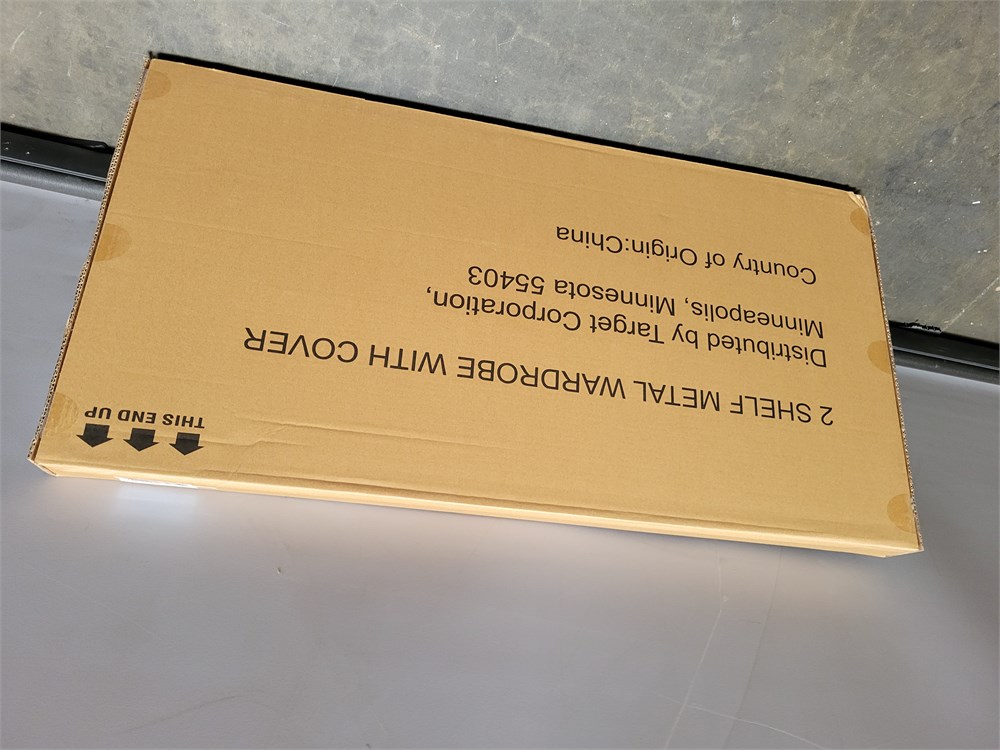 THIS END UP
2 SHELF METAL WARDROBE WITH COVER
Distributed by Target Corporation,
Minneapolis, Minnesota 55403
Country of Origin:China